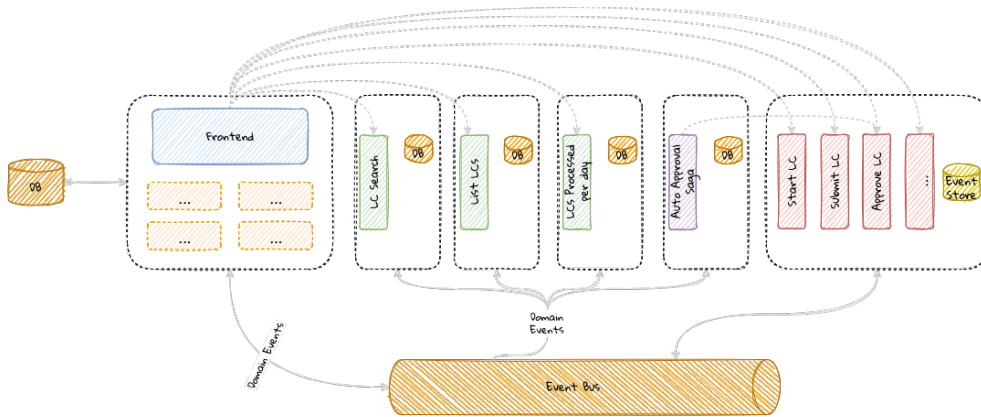 Frontend
DB
...
...
...
...
LC Search
DB
List LCs
DB
LCs Processed
per day
DB
Auto Approval
Saga
DB
Start LC
Submit LC
Approve LC
...
Event
Store
Domain
Events
Domain Events
Event Bus